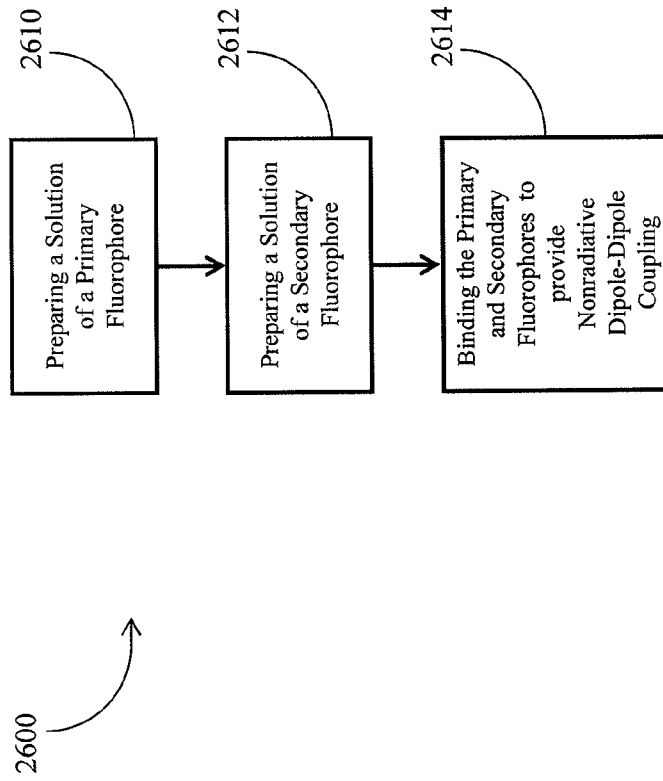 2600
2610
Preparing a Solution
of a Primary
Fluorophore
2612
Preparing a Solution
of a Secondary
Fluorophore
2614
Binding the Primary
and Secondary
Fluorophores to
provide
Nonradiative
Dipole-Dipole
Coupling